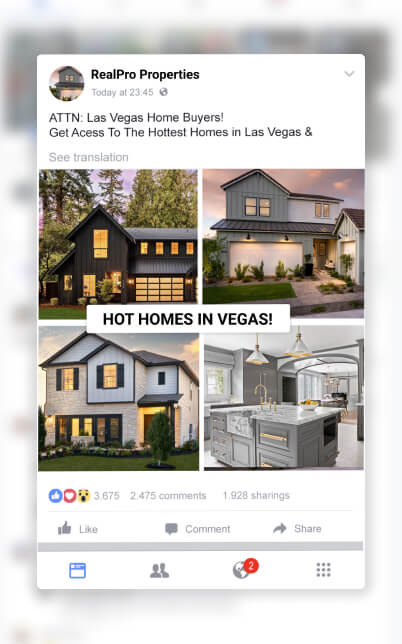 RealPro Properties
Today at 23:45
ATTN: Las Vegas Home Buyers!
Get Acess To The Hottest Homes in Las Vegas &
See translation
HOT HOMES IN VEGAS!
3.675 2.475 comments 1.928 sharings
Like Comment Share
2